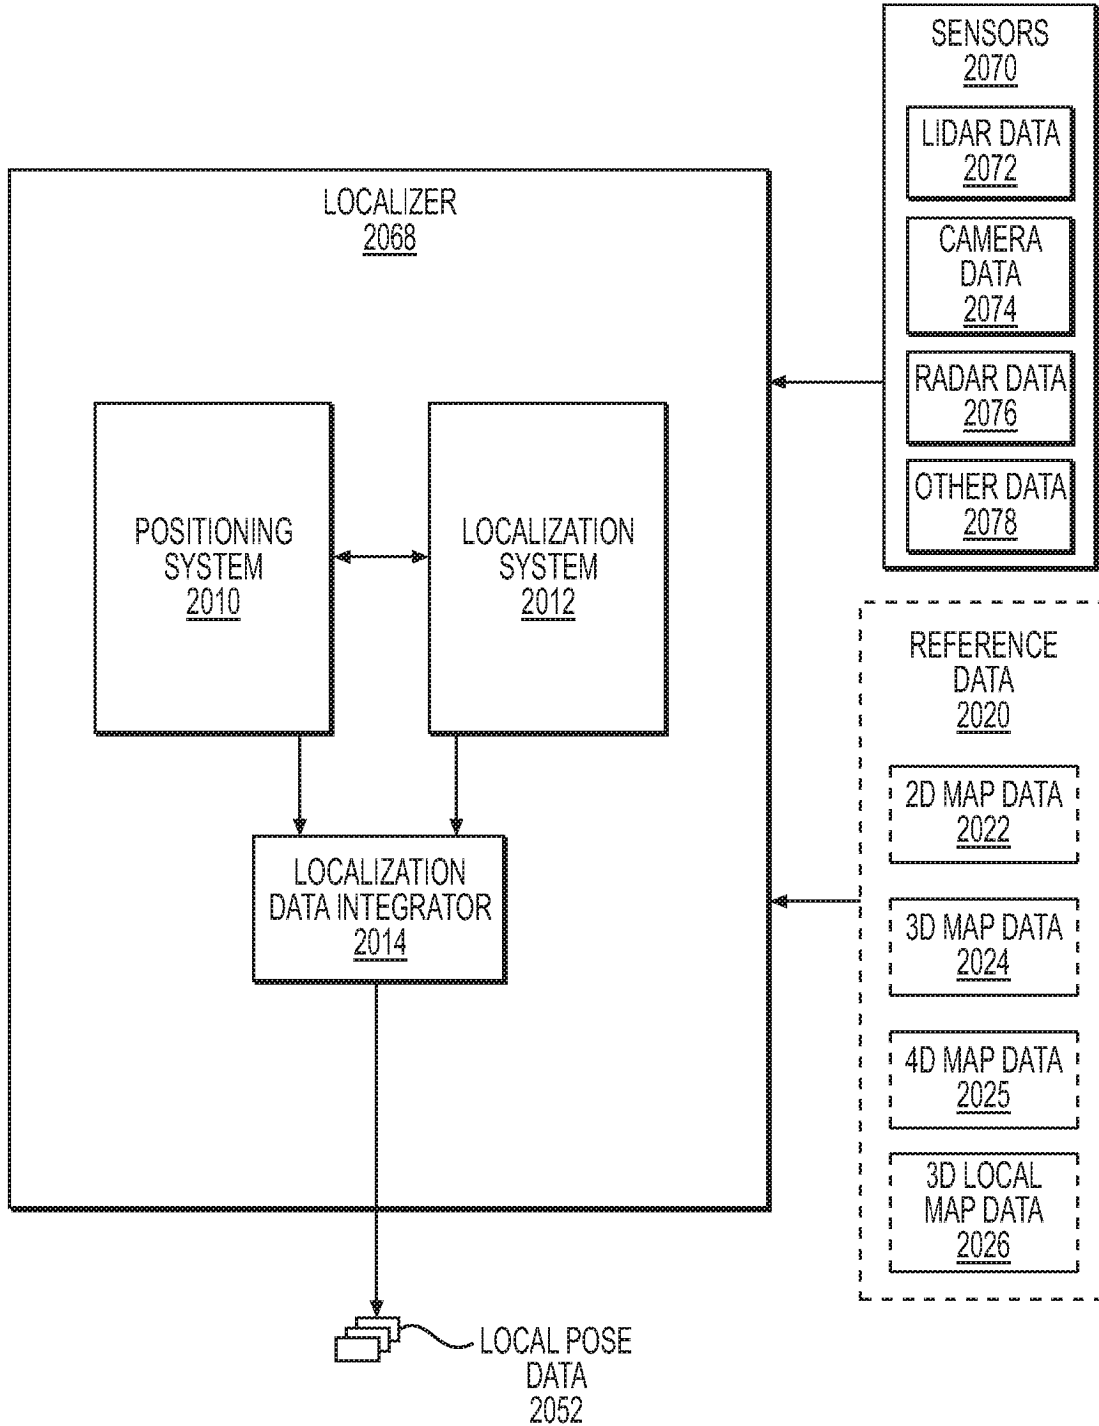 SENSORS
2070
LIDAR DATA
2072
CAMERA
DATA
2074
RADAR DATA
2076
OTHER DATA
2078
LOCALIZER
2068
POSITIONING
SYSTEM
2010
LOCALIZATION
SYSTEM
2012
LOCALIZATION
DATA INTEGRATOR
2014
REFERENCE
DATA
2020
2D MAP DATA
2022
3D MAP DATA
2024
4D MAP DATA
2025
3D LOCAL
MAP DATA
2026
LOCAL POSE
DATA
2052